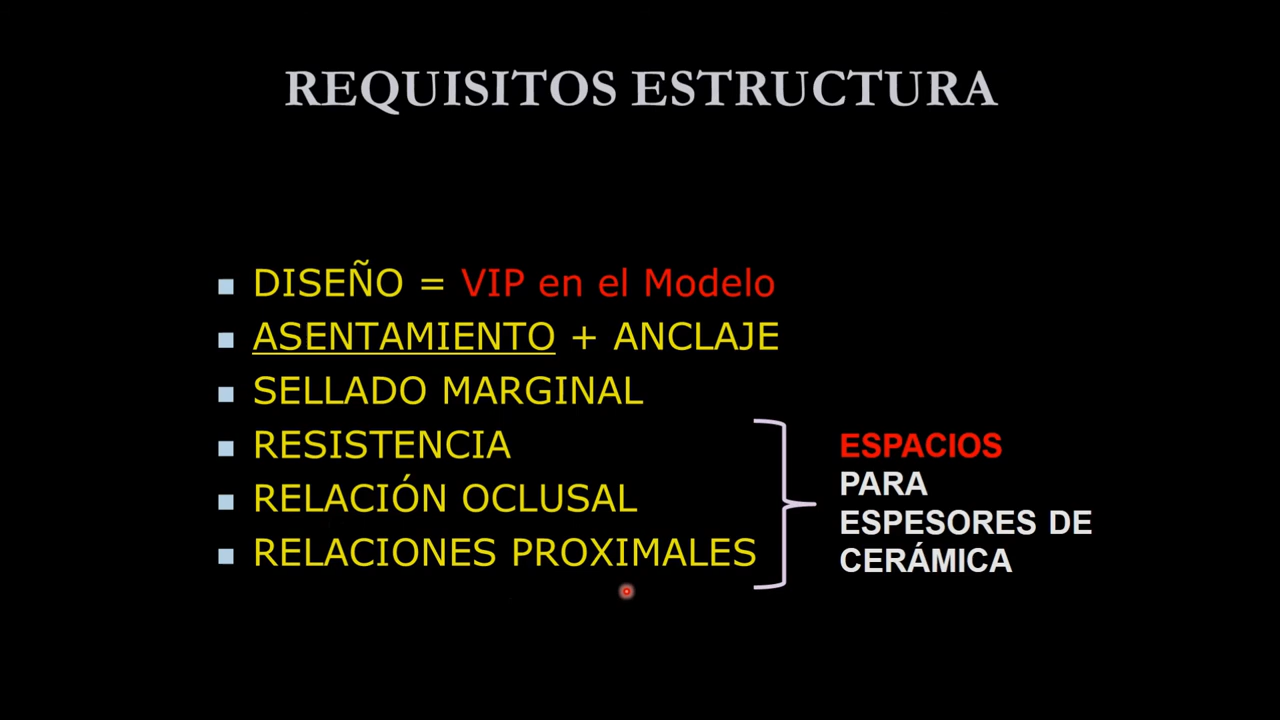 REQUISITOS ESTRUCTURA
DISEÑO = VIP en el Modelo
ASENTAMIENTO + ANCLAJE
SELLADO MARGINAL
RESISTENCIA
RELACIÓN OCLUSAL
RELACIONES PROXIMALES
ESPACIOS
PARA
ESPESORES DE
CERÁMICA